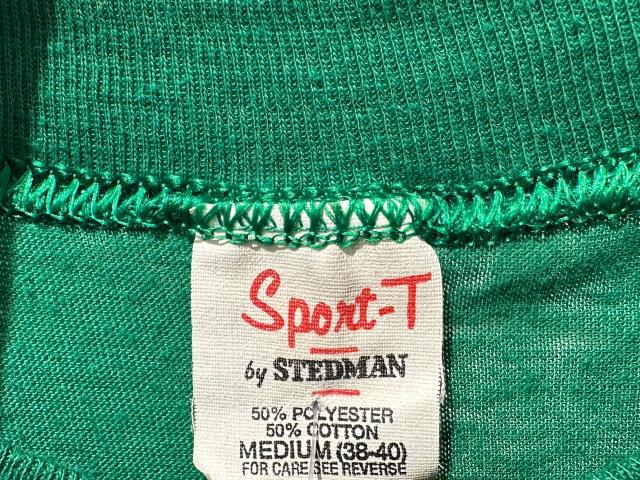 Sport-T
by STEDMAN
50% POLYESTER
50% COTTON
MEDIUM (38-40)
FOR CARE SEE REVERSE